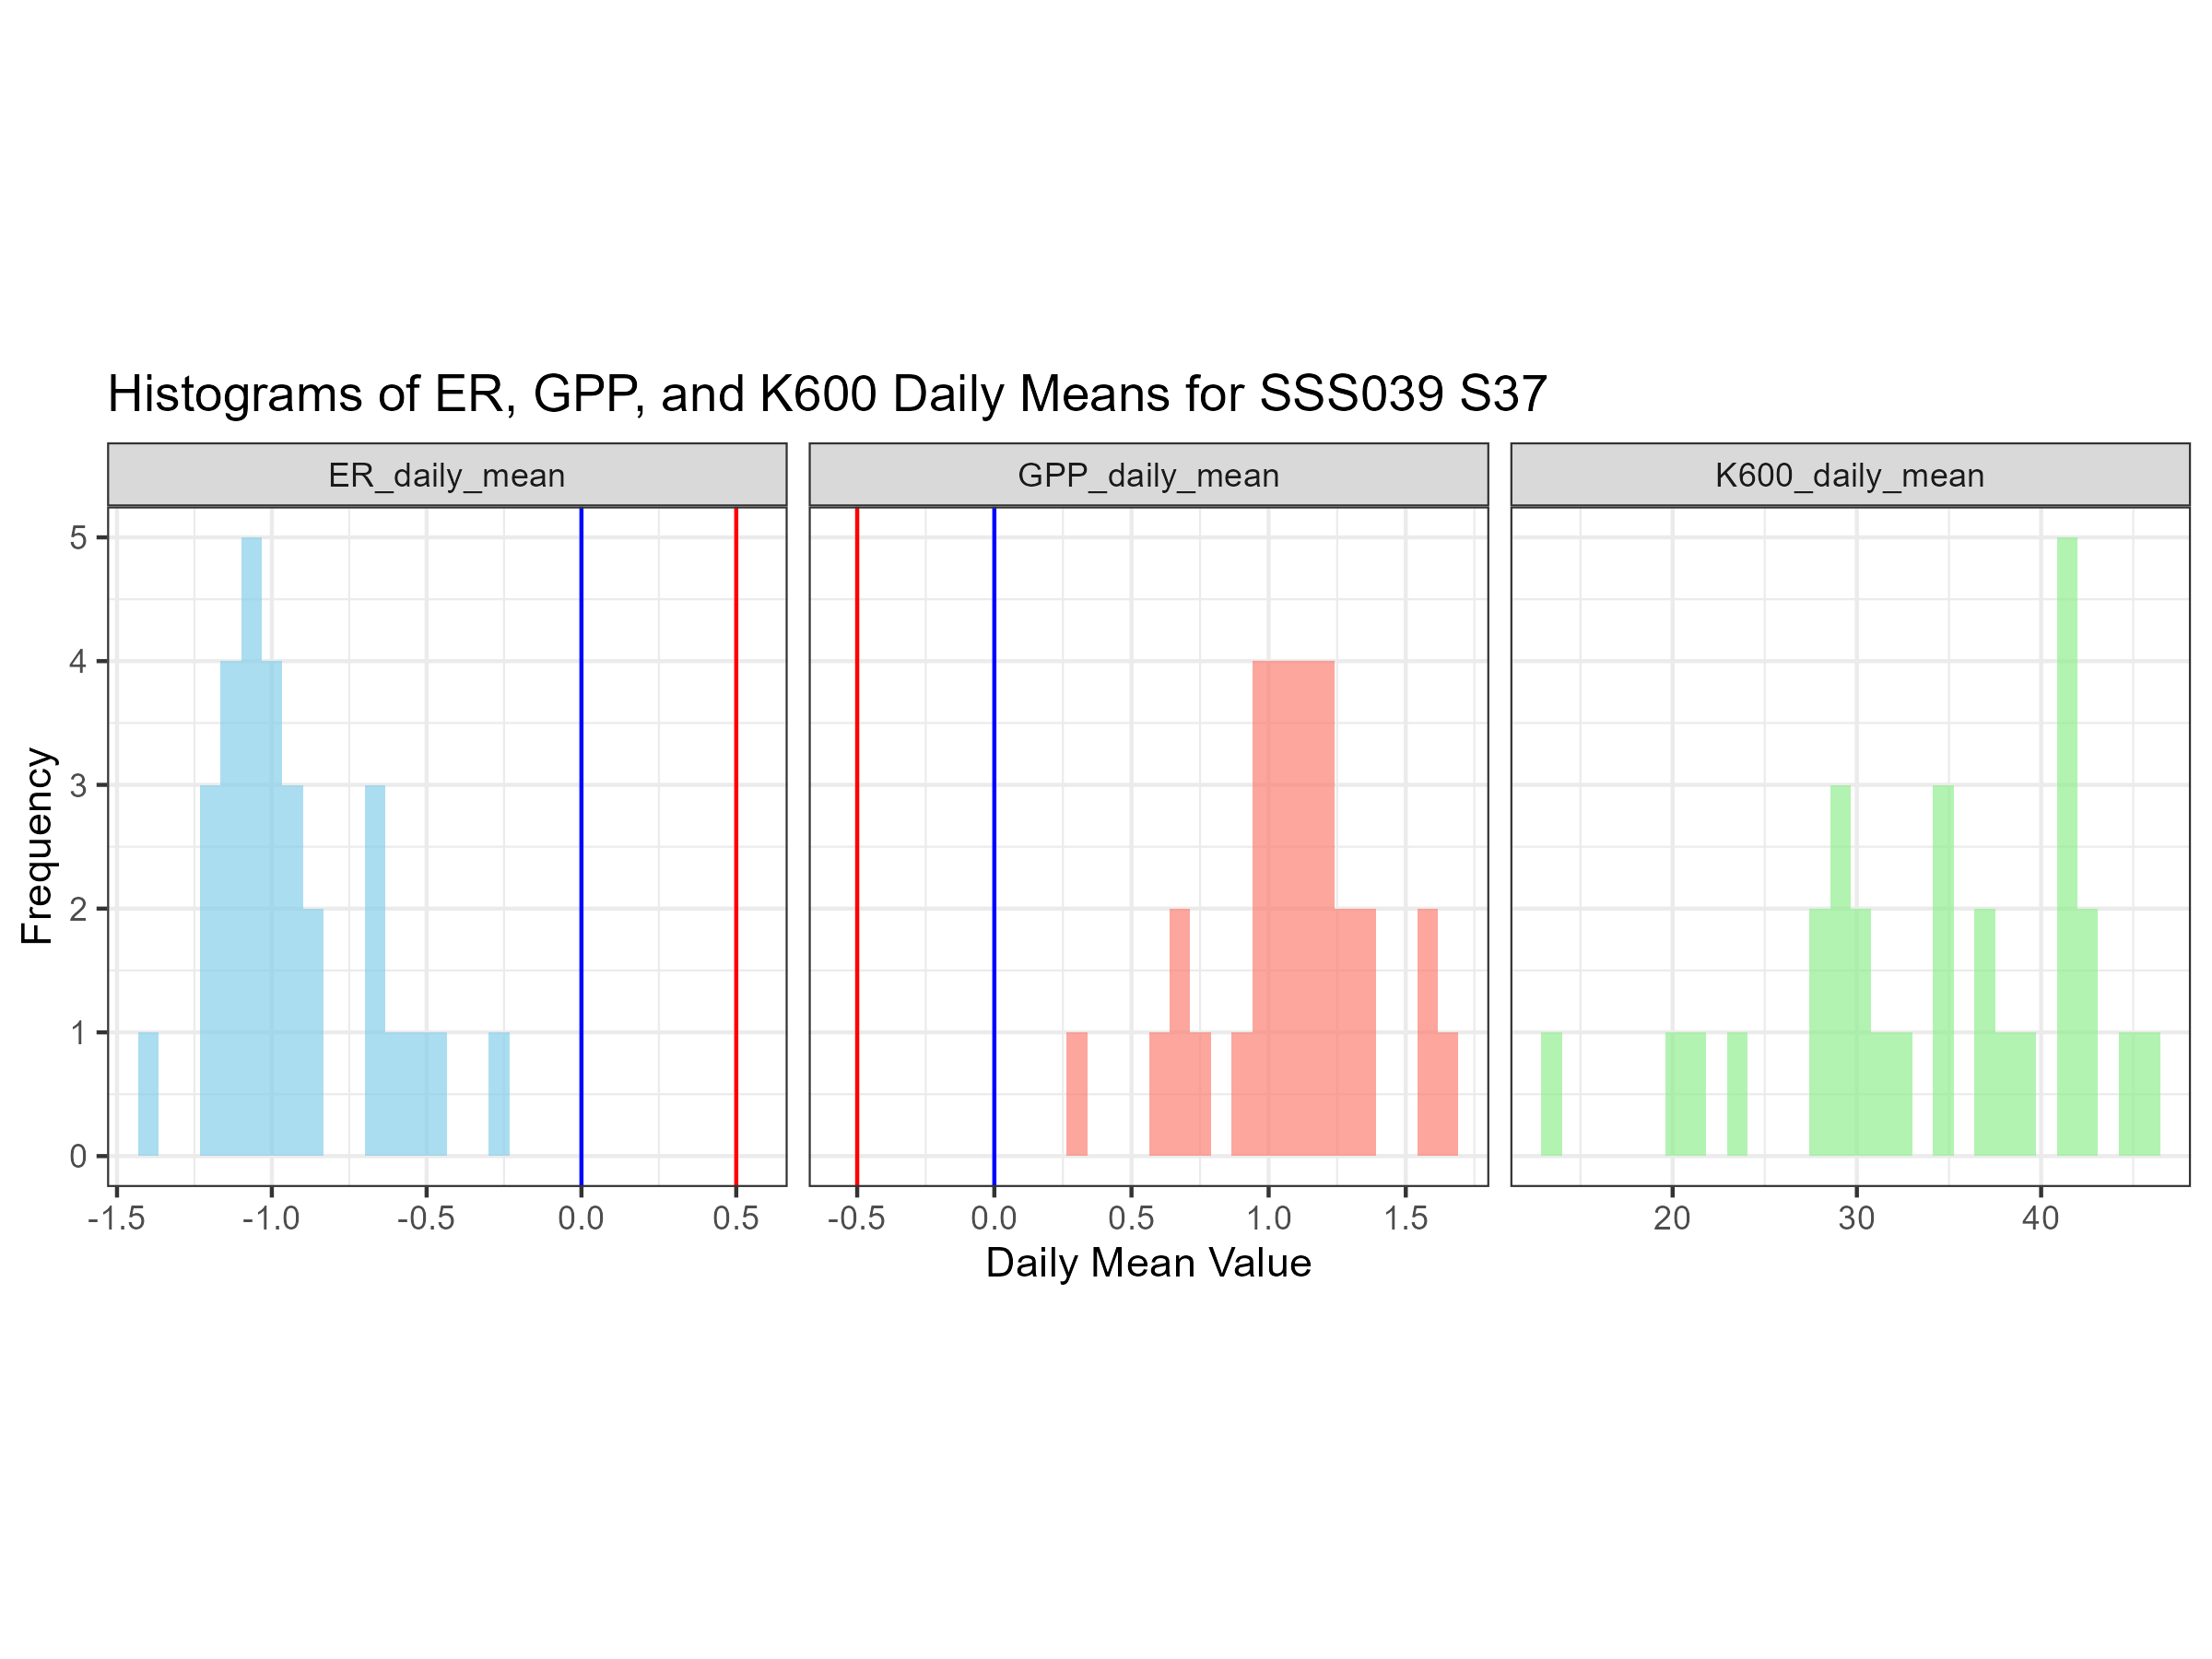 Histograms of ER, GPP, and K600 Daily Means for SSS039 S37
ER_daily_mean
GPP_daily_mean
K600_daily_mean
Frequency
5
4
3
2
1
0
-1.5 -1.0 -0.5 0.0 0.5
-0.5 0.0 0.5 1.0 1.5
20 30 40
Daily Mean Value